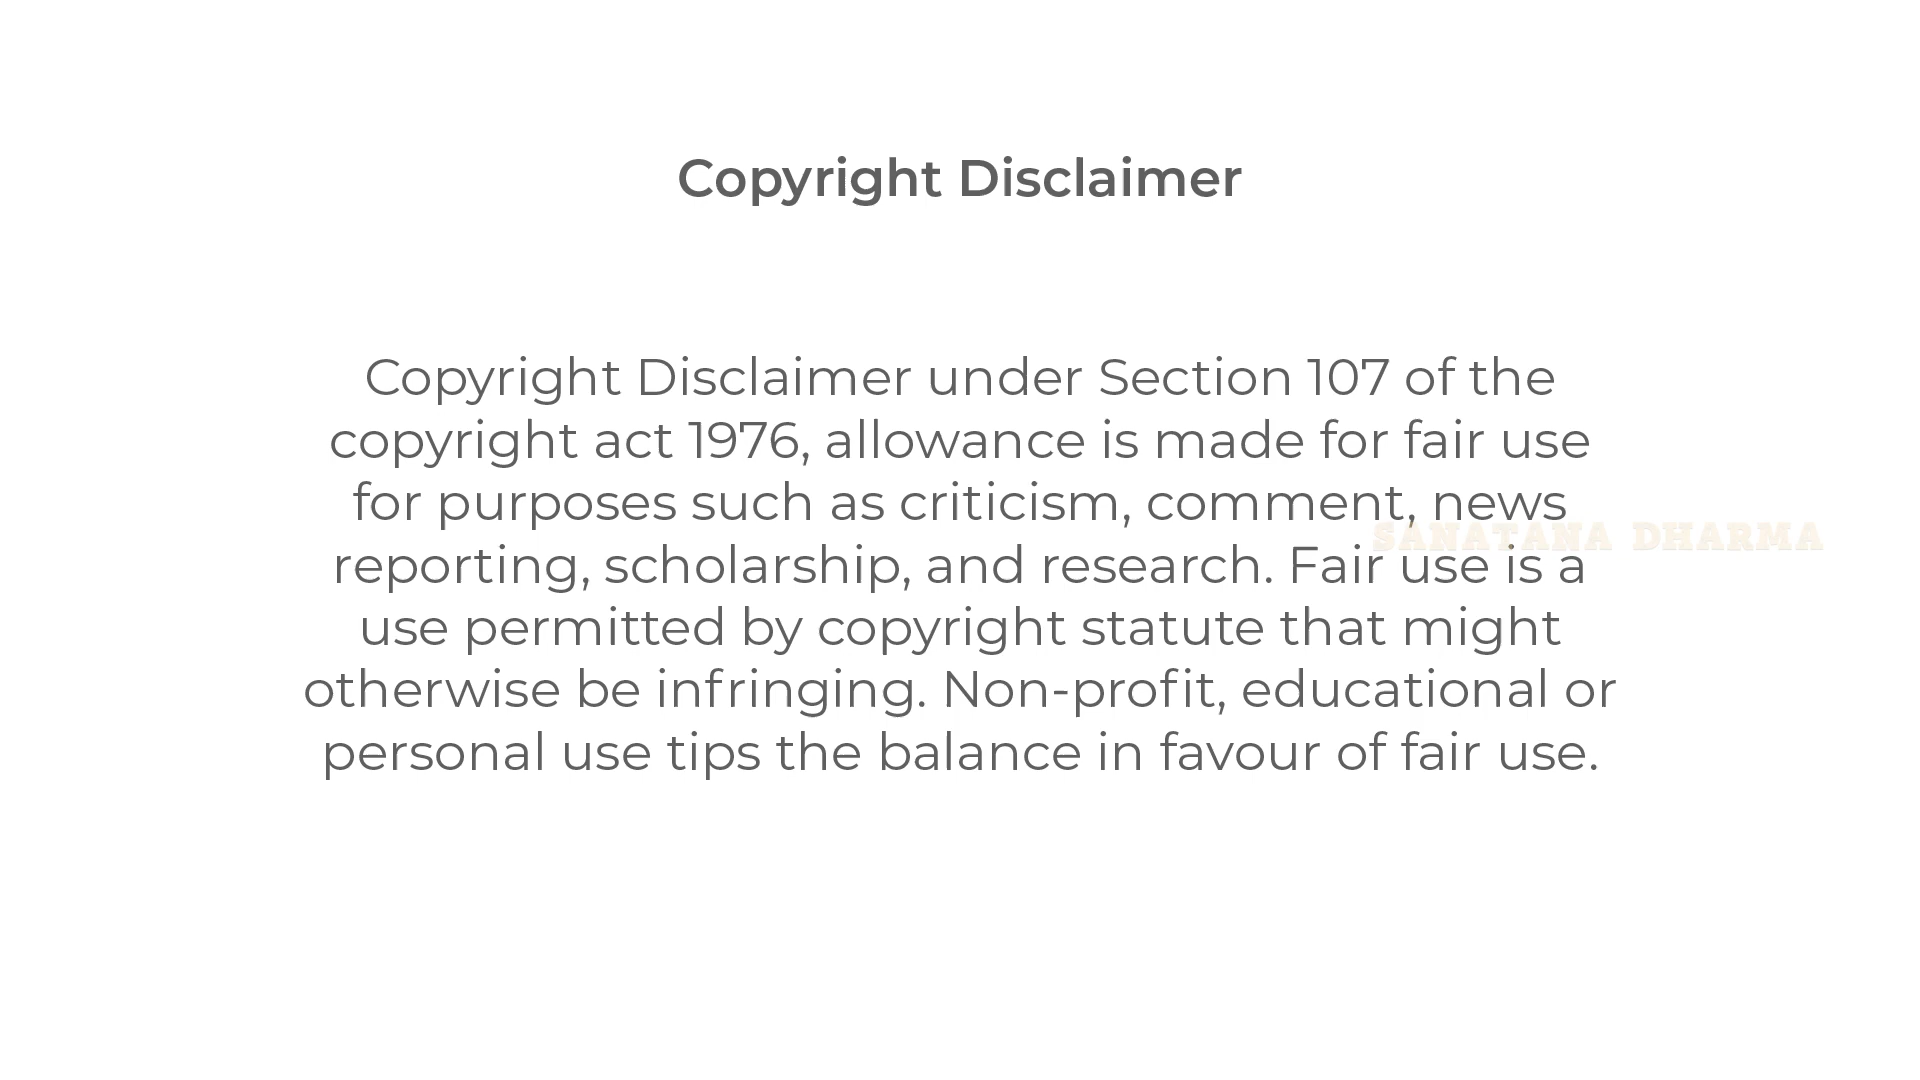 Copyright Disclaimer
Copyright Disclaimer under Section 107 of the
copyright act 1976, allowance is made for fair use
for purposes such as criticism, comment, news
SANATANA DHARMA
reporting, scholarship, and research. Fair use is a
use permitted by copyright statute that might
otherwise be infringing. Non-profit, educational or
personal use tips the balance in favour of fair use.